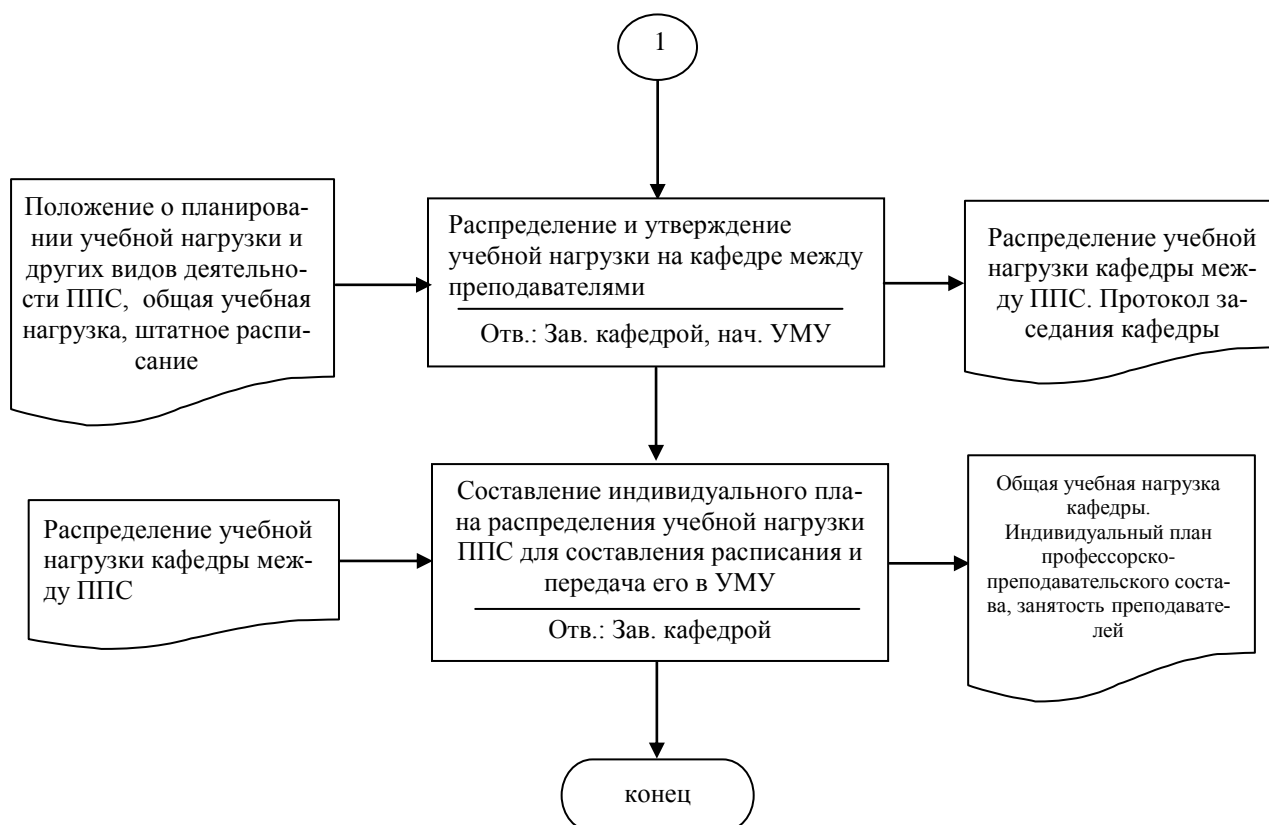 1
Положение о планирова-
нии учебной нагрузки и
других видов деятельно-
сти ППС, общая учебная
нагрузка, штатное распи-
сание
Распределение и утверждение
учебной нагрузки на кафедре между
преподавателями
Отв.: Зав. кафедрой, нач. УМУ
Распределение учебной
нагрузки кафедры меж-
ду ППС. Протокол за-
седания кафедры
Распределение учебной
нагрузки кафедры меж-
ду ППС
Составление индивидуального пла-
на распределения учебной нагрузки
ППС для составления расписания и
передача его в УМУ
Отв.: Зав. кафедрой
Общая учебная нагрузка
кафедры.
Индивидуальный план
профессорско-
преподавательского соста-
ва, занятость преподавате-
лей
конец